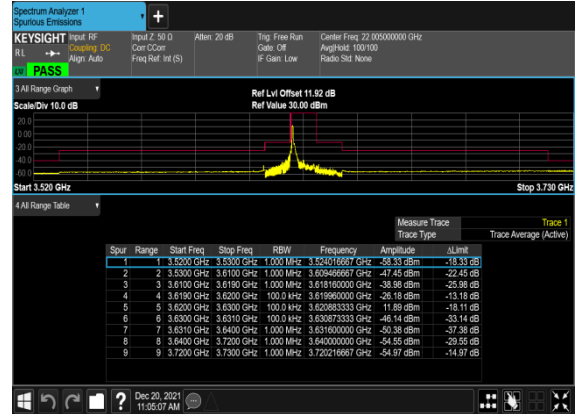 Spectrum Analyzer 1
Spurious Emissions
+
KEYSIGHT Input: RF Input Z: 50 Ω Atten: 20 dB Trig: Free Run Center Freq: 22.005000000 GHz
RL Coupling: DC Corr CCorr Gate: Off Avg|Hold: 100/100
Align: Auto Freq Ref: Int (S) IF Gain: Low Radio Std: None
PASS
3 All Range Graph
Ref Lvl Offset 11.92 dB
Scale/Div 10.0 dB Ref Value 30.00 dBm
20.0
0.00
-20.0
-40.0
-60.0
Start 3.520 GHz Stop 3.730 GHz
4 All Range Table
Measure Trace Trace 1
Trace Type Trace Average (Active)
Spur Range Start Freq Stop Freq RBW Frequency Amplitude ΔLimit
1 1 3.5200 GHz 3.5300 GHz 1.000 MHz 3.524016667 GHz -58.33 dBm -18.33 dB
2 2 3.5300 GHz 3.6100 GHz 1.000 MHz 3.609466667 GHz -47.45 dBm -22.45 dB
3 3 3.6100 GHz 3.6190 GHz 1.000 MHz 3.618160000 GHz -38.98 dBm -25.98 dB
4 4 3.6190 GHz 3.6200 GHz 100.0 kHz 3.619960000 GHz -26.18 dBm -13.18 dB
5 5 3.6200 GHz 3.6300 GHz 100.0 kHz 3.620883333 GHz 11.89 dBm -18.11 dB
6 6 3.6300 GHz 3.6310 GHz 100.0 kHz 3.630873333 GHz -46.14 dBm -33.14 dB
7 7 3.6310 GHz 3.6400 GHz 1.000 MHz 3.631600000 GHz -50.38 dBm -37.38 dB
8 8 3.6400 GHz 3.7200 GHz 1.000 MHz 3.640000000 GHz -54.55 dBm -29.55 dB
9 9 3.7200 GHz 3.7300 GHz 1.000 MHz 3.720216667 GHz -54.97 dBm -14.97 dB
? Dec 20, 2021
11:05:07 AM